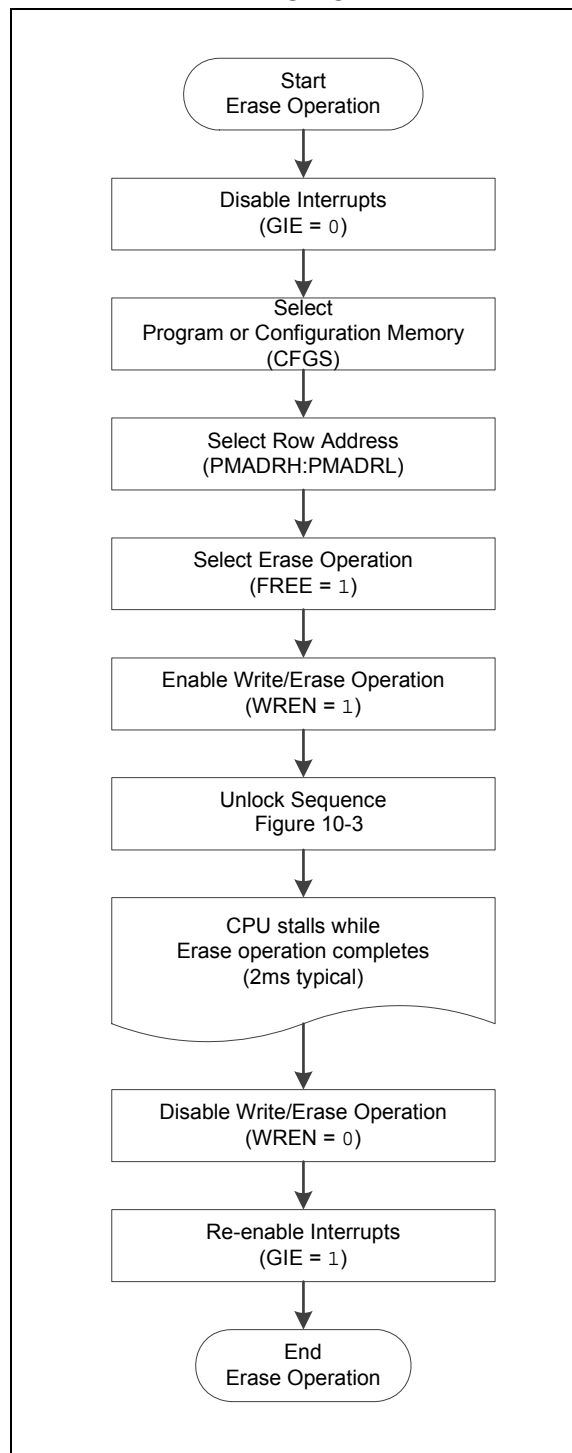 Start
Erase Operation
Disable Interrupts
(GIE = 0)
Select
Program or Configuration Memory
(CFGS)
Select Row Address
(PMADRH:PMADRL)
Select Erase Operation
(FREE = 1)
Enable Write/Erase Operation
(WREN = 1)
Unlock Sequence
Figure 10-3
CPU stalls while
Erase operation completes
(2ms typical)
Disable Write/Erase Operation
(WREN = 0)
Re-enable Interrupts
(GIE = 1)
End
Erase Operation